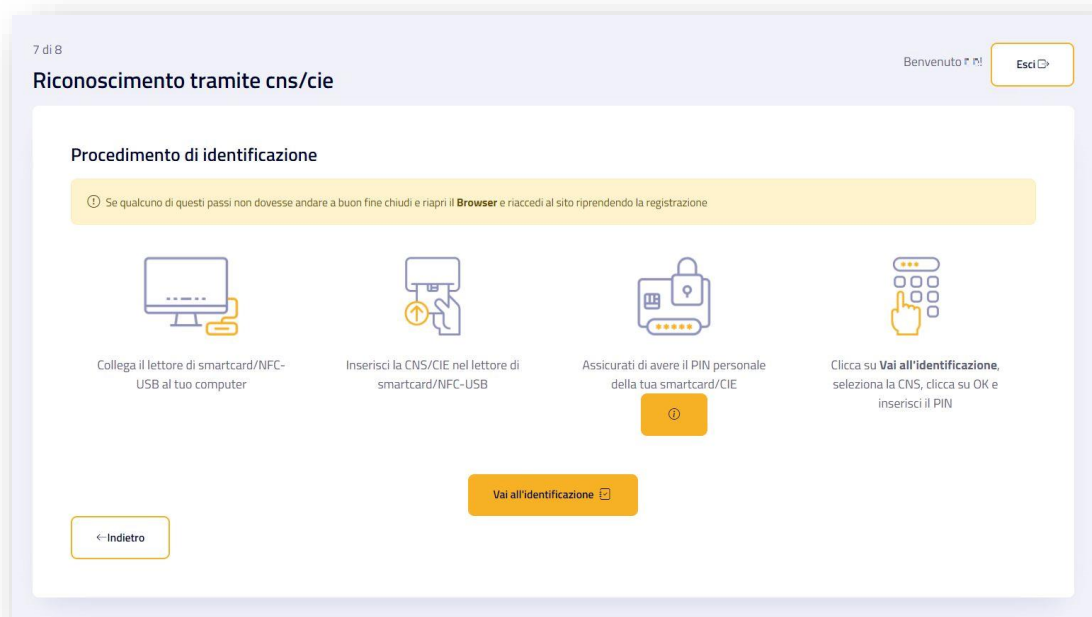 7 di 8
Benvenuto
Esci
Riconoscimento tramite cns/cie
Procedimento di identificazione
Se qualcuno di questi passi non dovesse andare a buon fine chiudi e riapri il Browser e riaccedi al sito riprendendo la registrazione
Collega il lettore di smartcard/NFC-
USB al tuo computer
Inserisci la CNS/CIE nel lettore di
smartcard/NFC-USB
Assicurati di avere il PIN personale
della tua smartcard/CIE
Clicca su Vai all'identificazione,
seleziona la CNS, clicca su OK e
inserisci il PIN
Vai all'identificazione
←Indietro